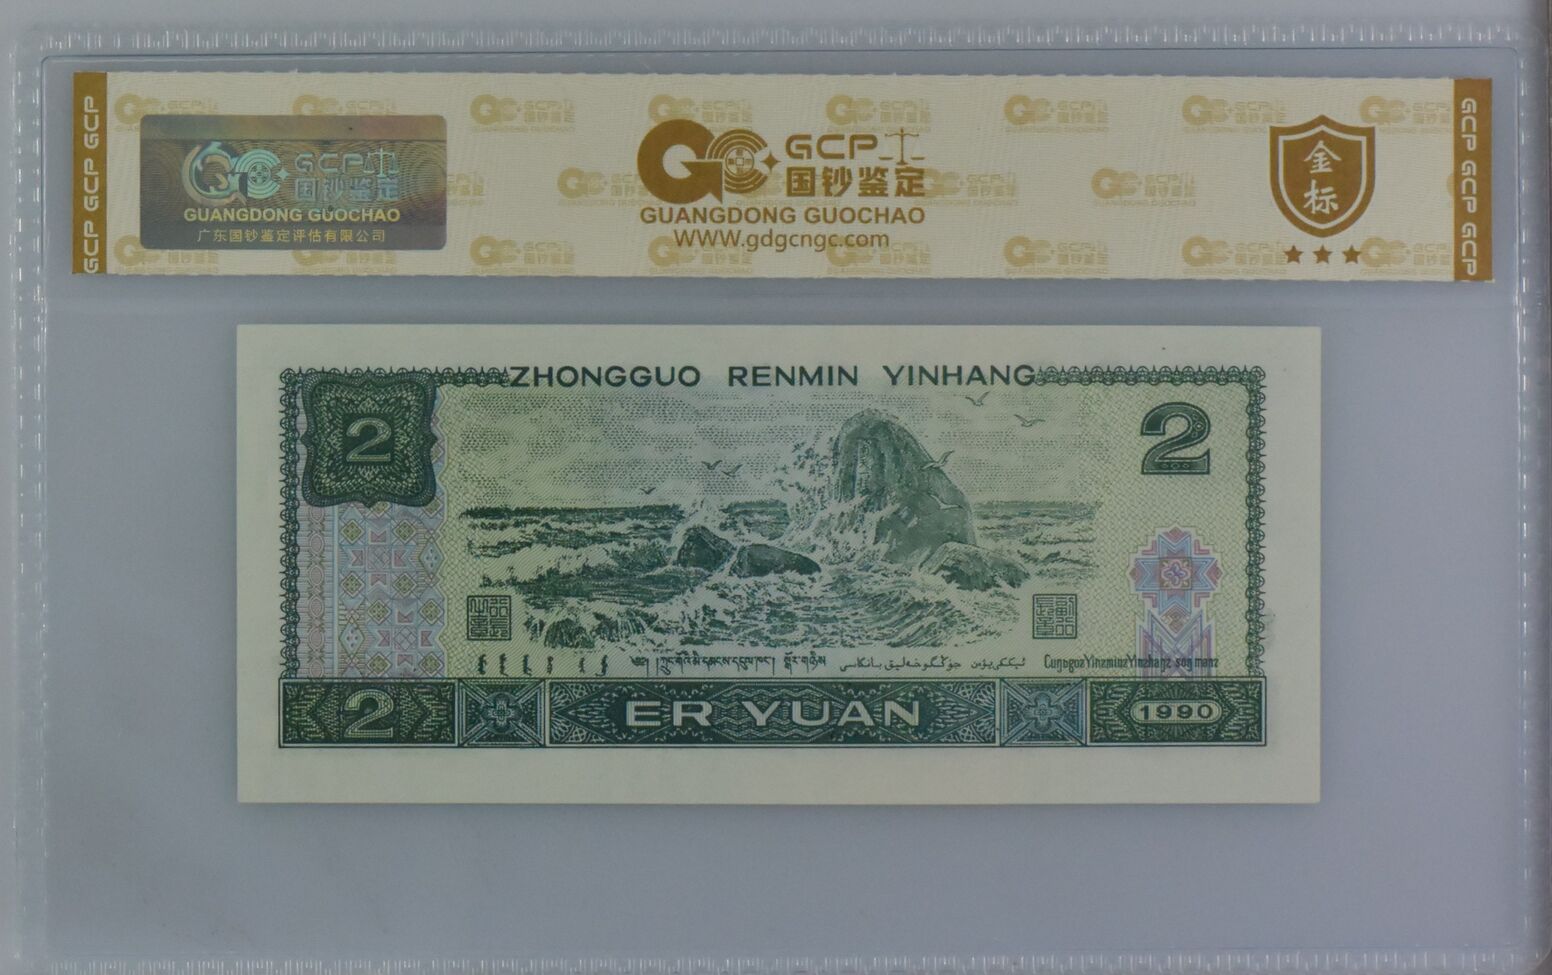 GCP GCP GCP
GCP
国钞鉴定
GUANGDONG GUOCHAO
广东国钞鉴定评估有限公司
GCP
国钞鉴定
GUANGDONG GUOCHAO
WWW.gdgcngc.com
金标
GCP GCP GCP
ZHONGGUO RENMIN YINHANG
2
2
ER YUAN
2
1990